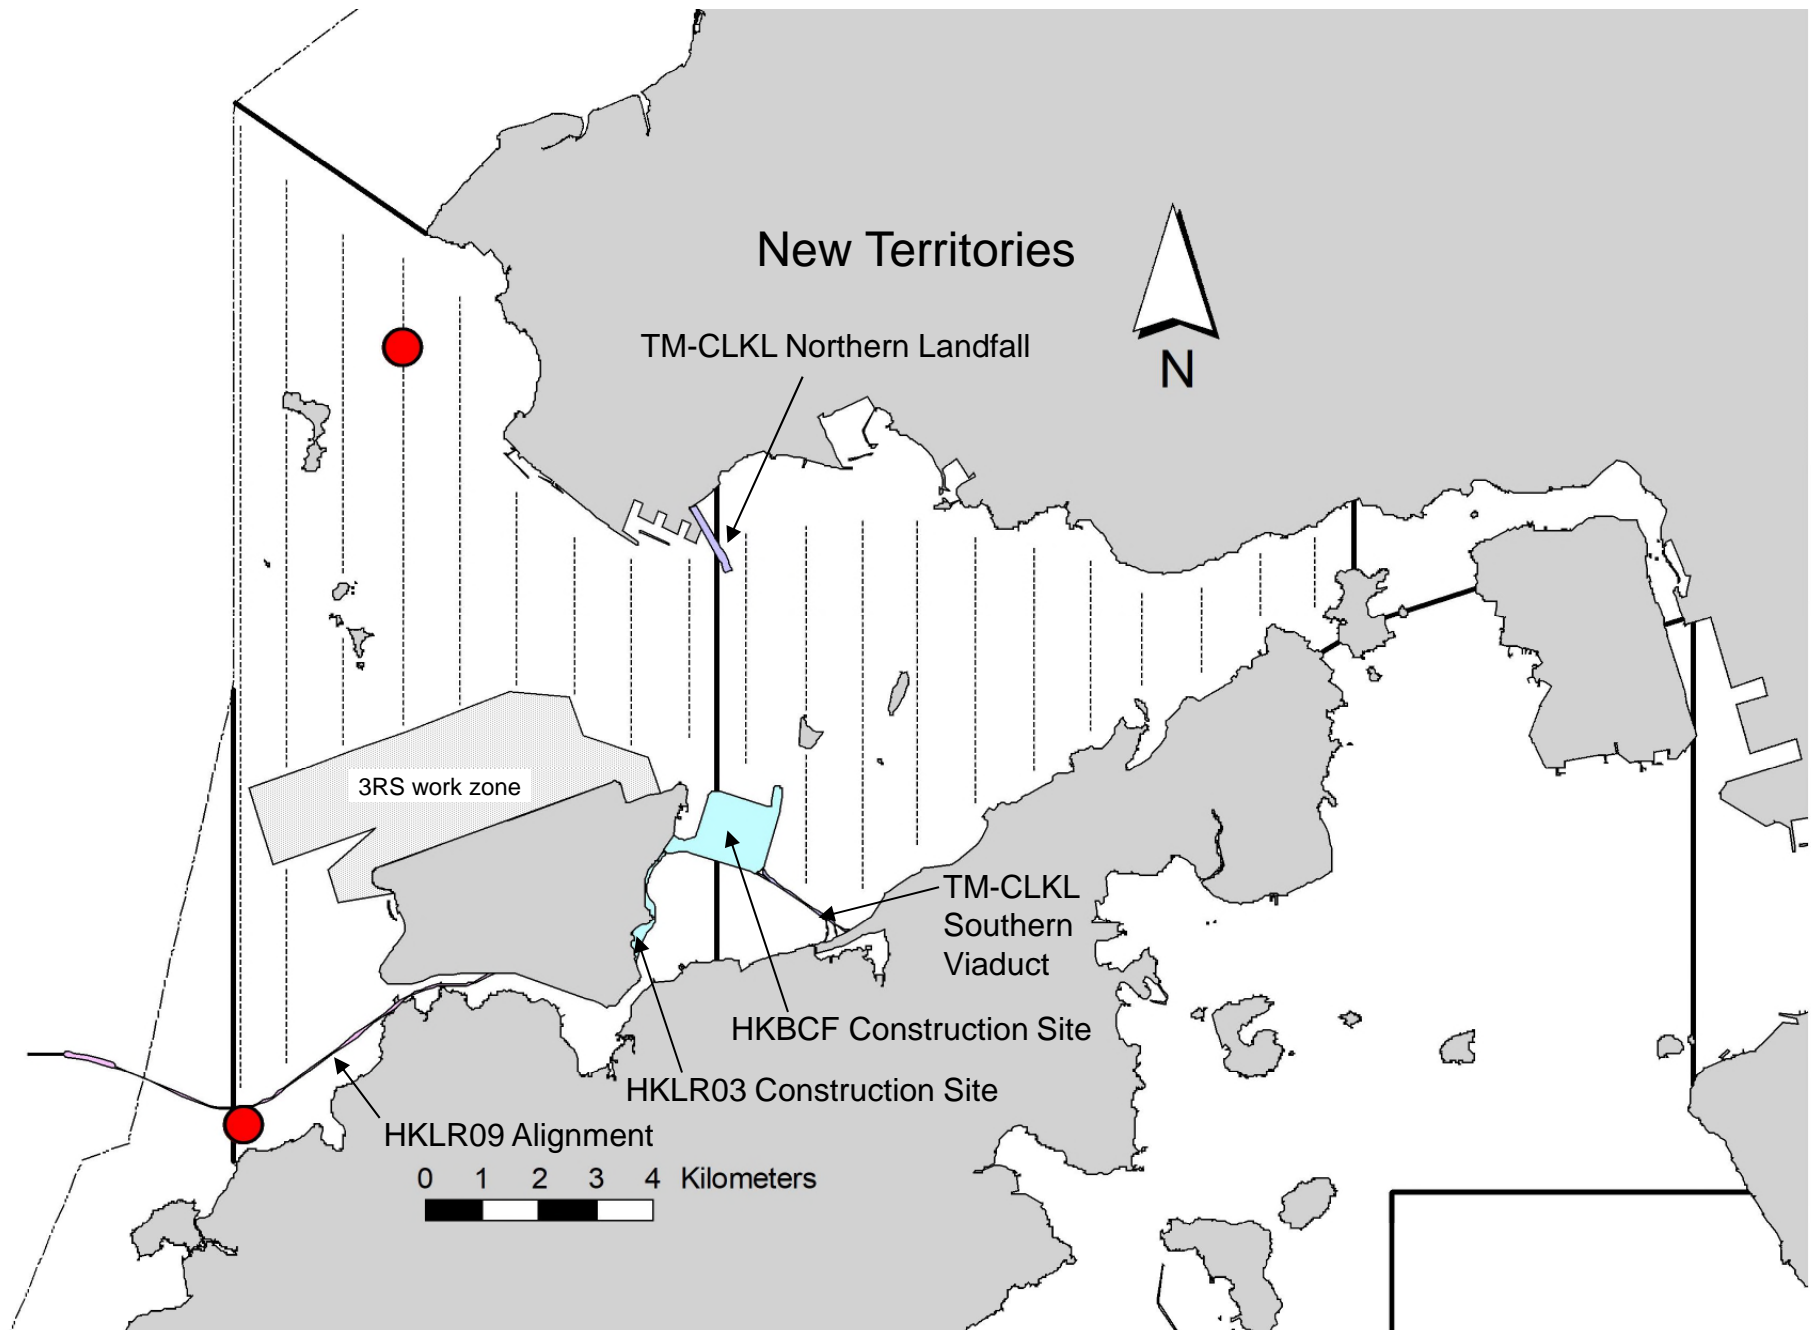 New Territories
TM-CLKL Northern Landfall
N
3RS work zone
TM-CLKL
Southern
Viaduct
HKBCF Construction Site
HKLR03 Construction Site
HKLR09 Alignment
0 1 2 3 4 Kilometers